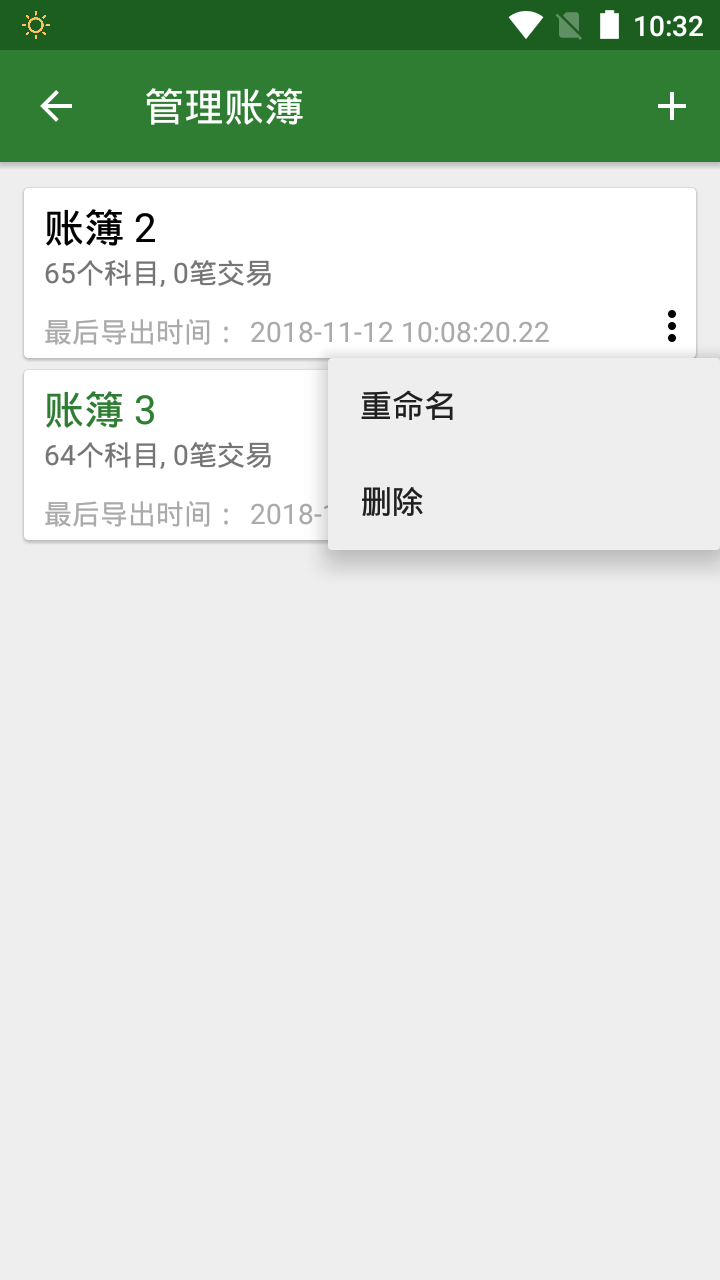 10:32
管理账簿
账簿 2
65个科目, 0笔交易
最后导出时间： 2018-11-12 10:08:20.22
账簿 3
64个科目, 0笔交易
最后导出时间： 2018-
重命名
删除